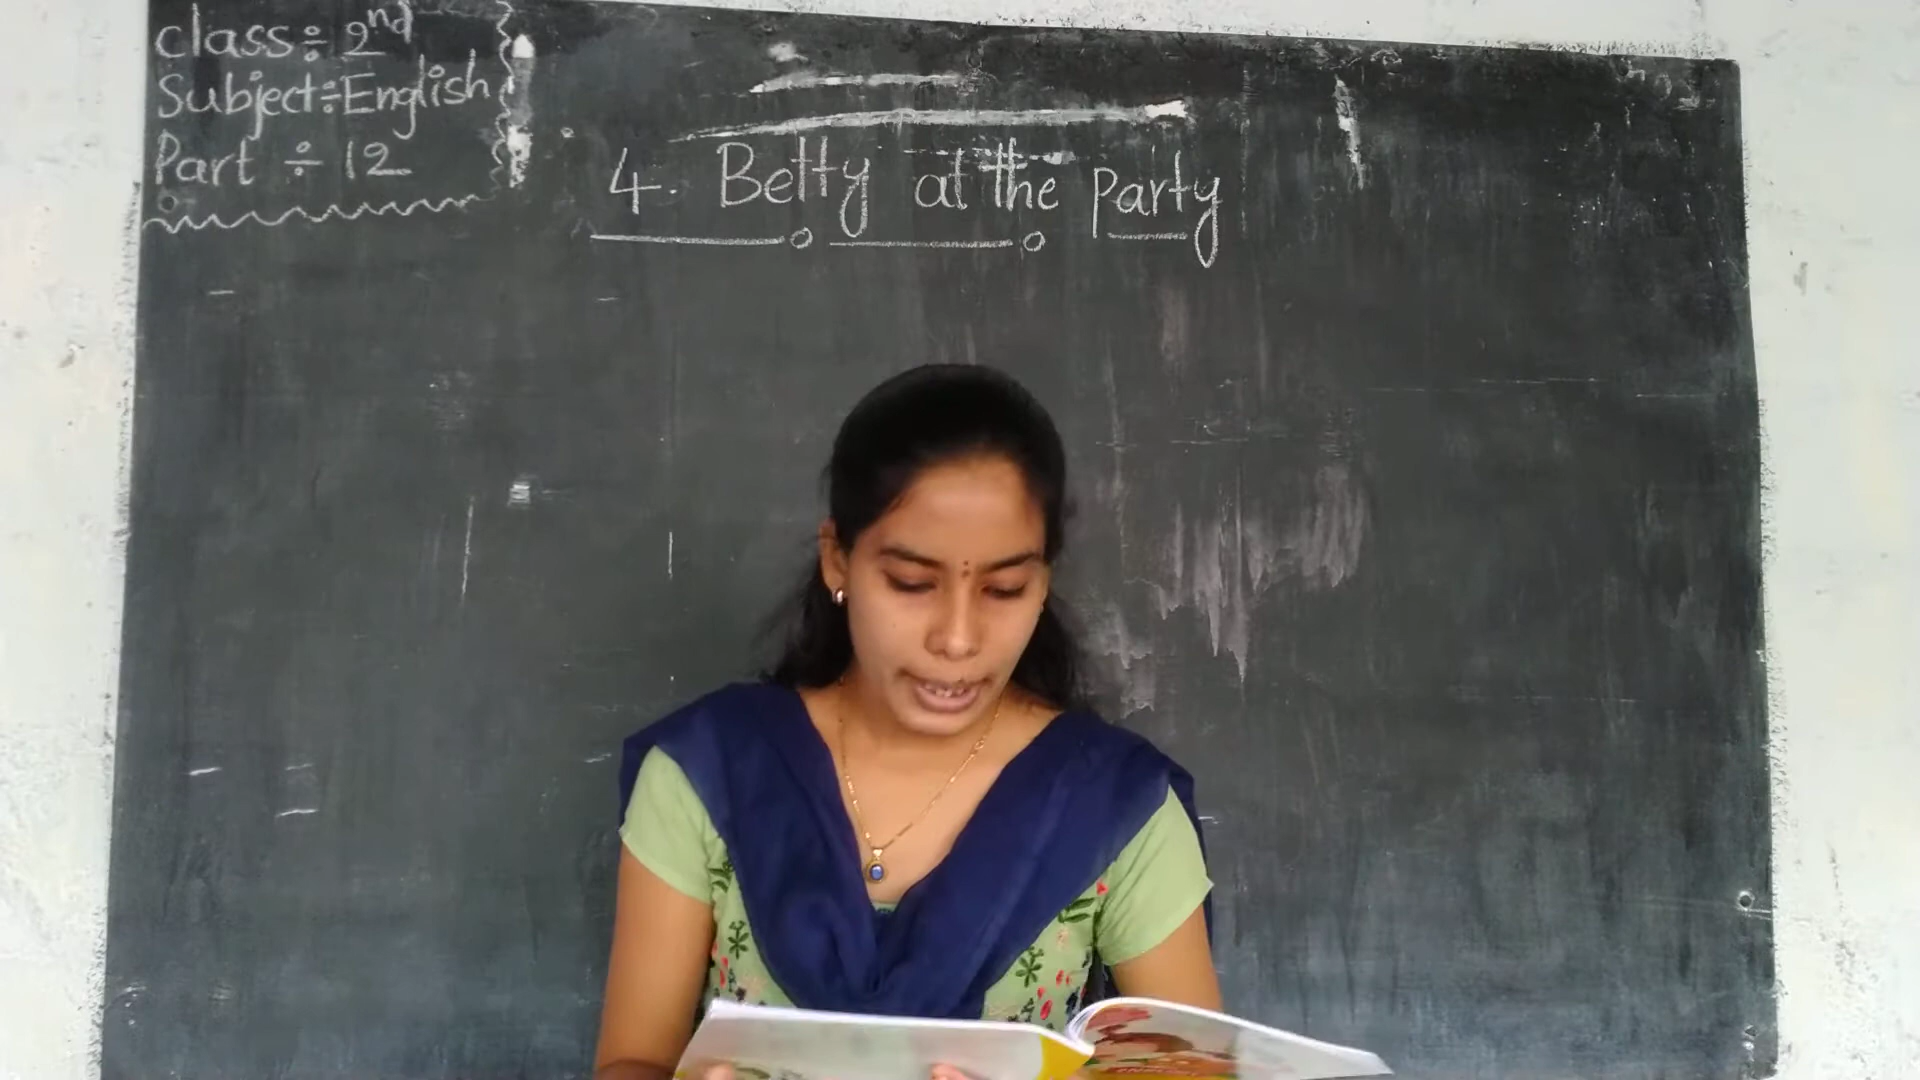 class÷ 2nd
Subject÷English
Part ÷ 12
4. Betty at the Party